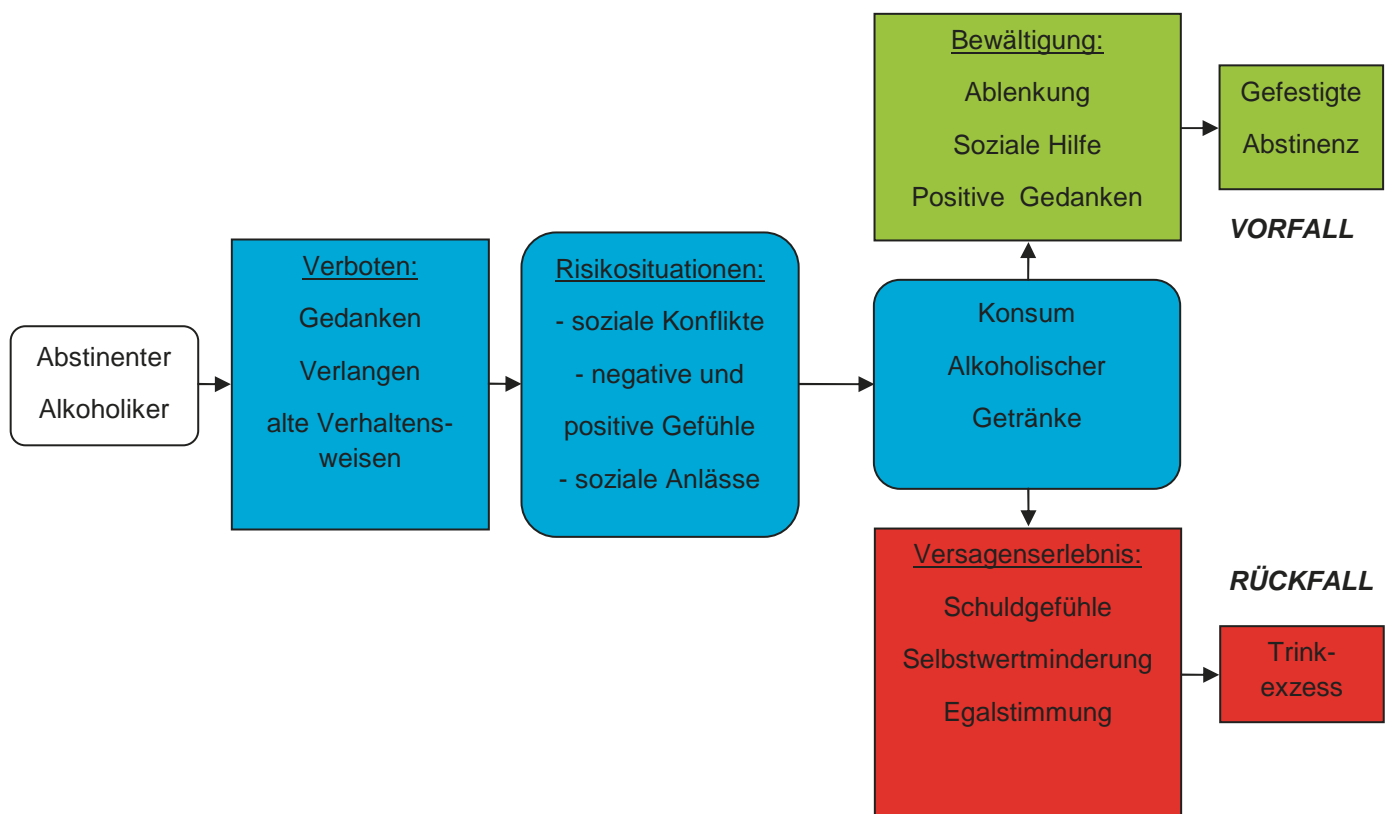 Abstinenter
Alkoholiker
Verboten:
Gedanken
Verlangen
alte Verhaltens-
weisen
Risikosituationen:
- soziale Konflikte
- negative und
positive Gefühle
- soziale Anlässe
Konsum
Alkoholischer
Getränke
Bewältigung:
Ablenkung
Soziale Hilfe
Positive Gedanken
Gefestigte
Abstinenz
VORFALL
Versagenserlebnis:
Schuldgefühle
Selbstwertminderung
Egalstimmung
RÜCKFALL
Trink-
exzess